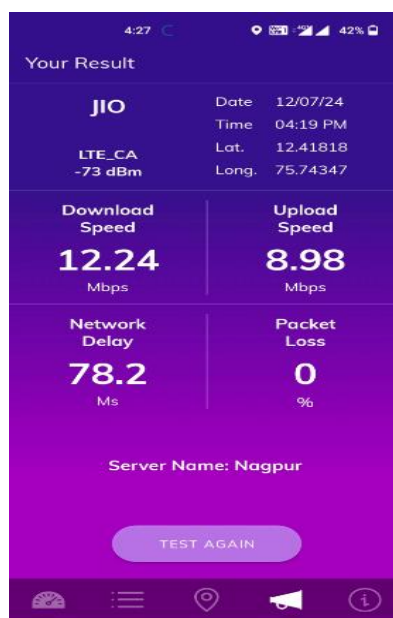 4:27 42%
Your Result
JIO
LTE_CA
-73 dBm
Date 12/07/24
Time 04:19 PM
Lat. 12.41818
Long. 75.74347
Download
Speed
12.24
Mbps
Upload
Speed
8.98
Mbps
Network
Delay
78.2
Ms
Packet
Loss
0
%
Server Name: Nagpur
TEST AGAIN